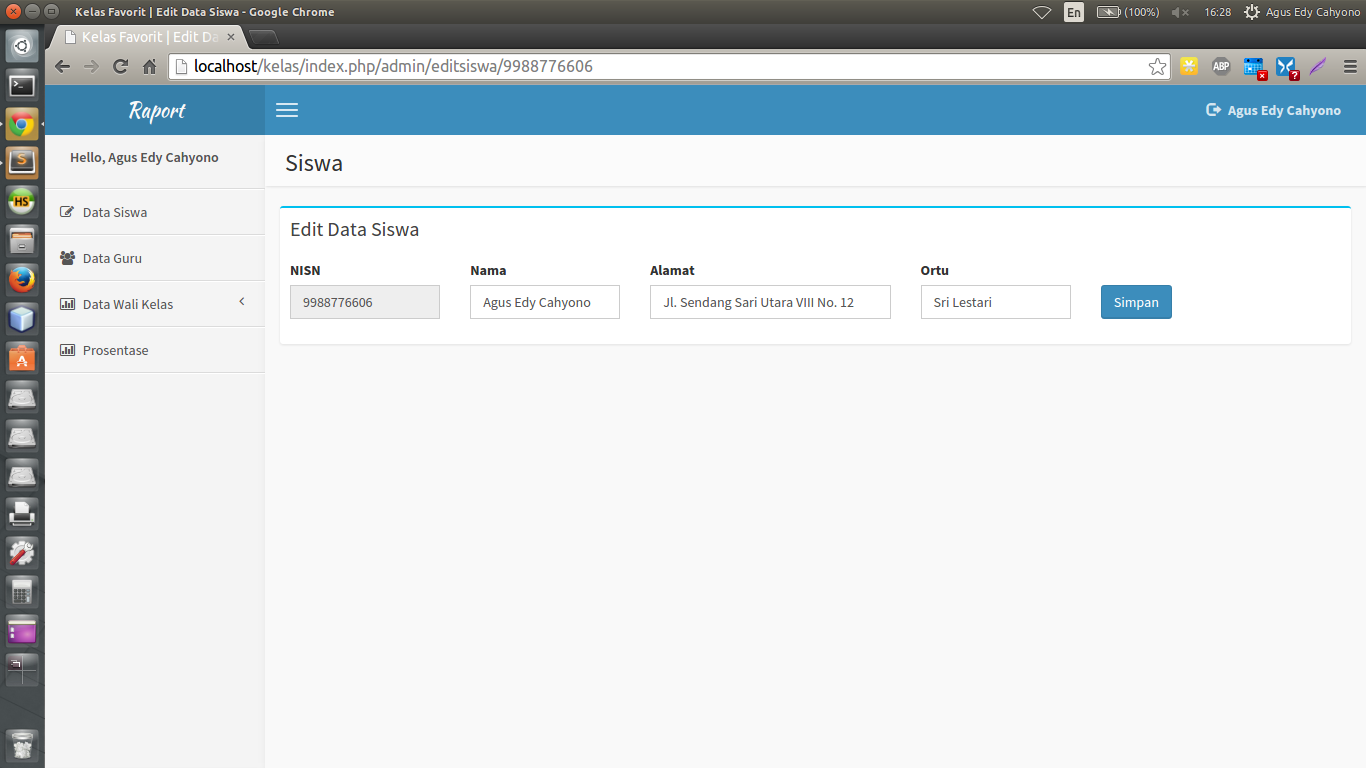 Kelas Favorit | Edit Data Siswa - Google Chrome
En
(100%)
16:28
Agus Edy Cahyono
Kelas Favorit | Edit Da
localhost/kelas/index.php/admin/editsiswa/9988776606
ABP
Raport
Agus Edy Cahyono
Hello, Agus Edy Cahyono
Siswa
Data Siswa
Data Guru
Data Wali Kelas
Prosentase
Edit Data Siswa
NISN
Nama
Alamat
Ortu
9988776606
Agus Edy Cahyono
Jl. Sendang Sari Utara VIII No. 12
Sri Lestari
Simpan
S
HS
A